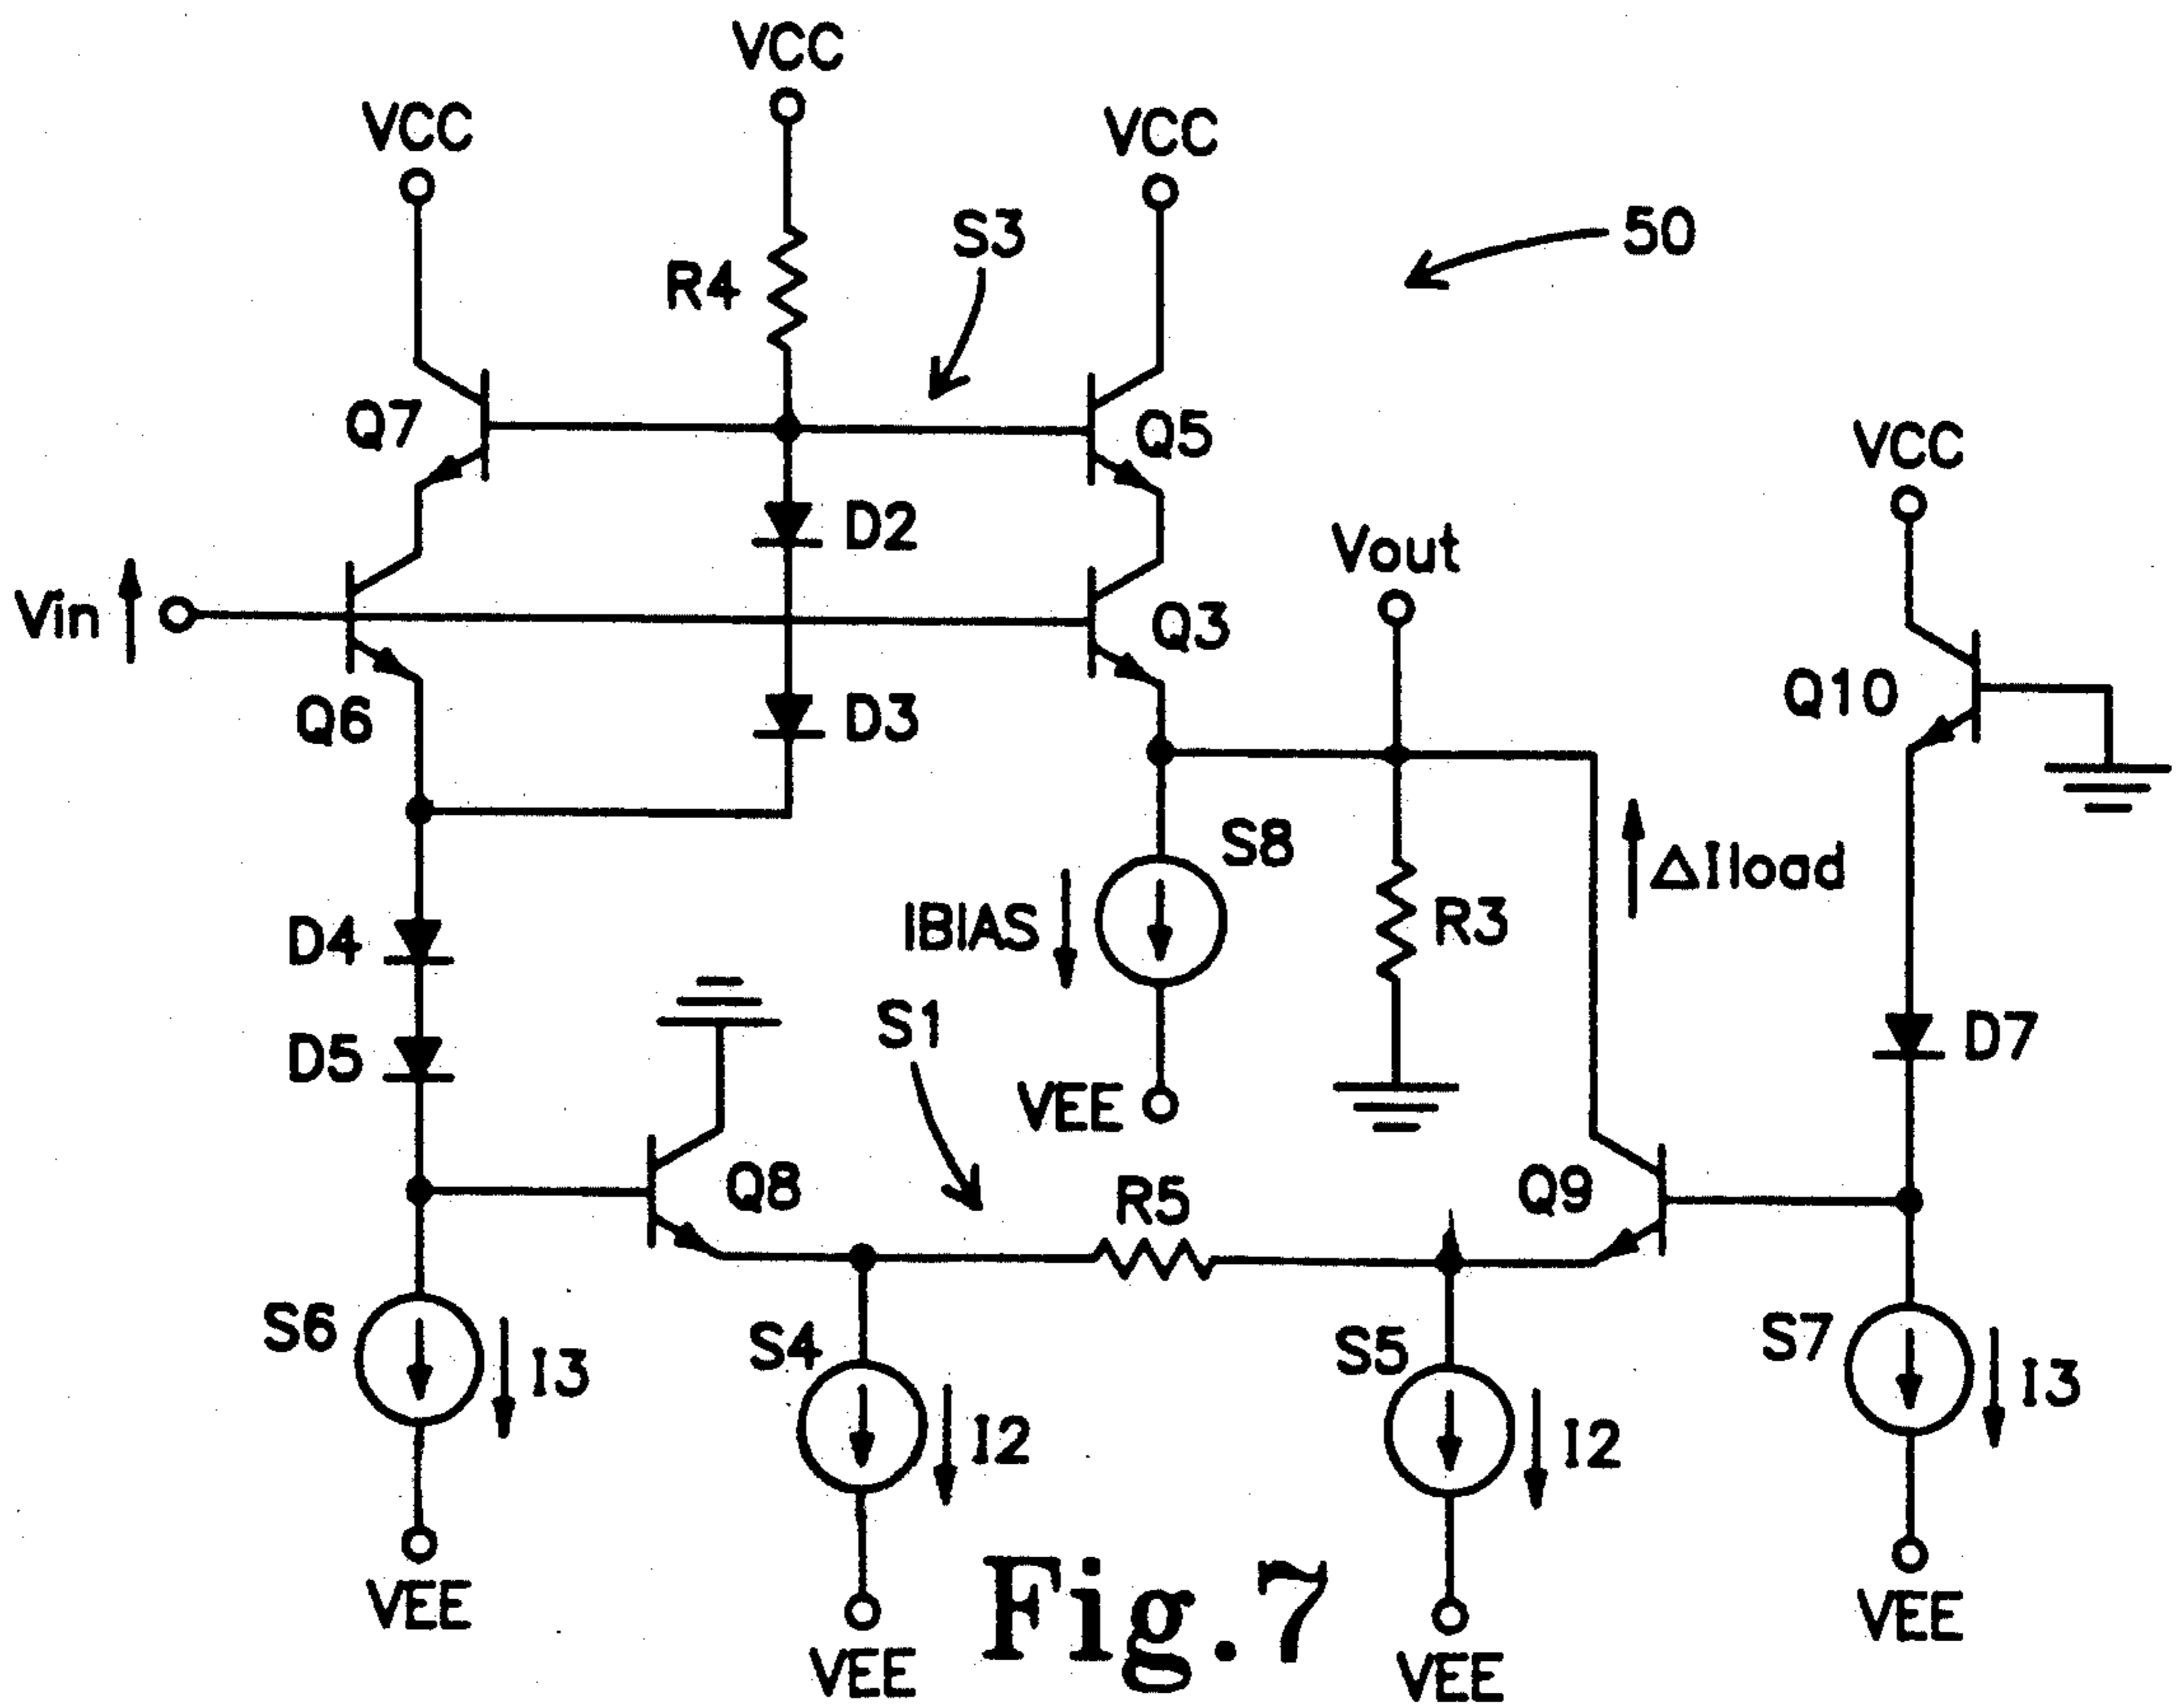 VCC
VCC
VCC
S3
50
R4
Q7
Q5
VCC
D2
Vout
Vin
Q3
Q10
Q6
D3
S8
ΔIload
IBIAS
R3
D4
S1
D7
D5
VEE
Q8
R5
Q9
S6
I3
S4
I2
S5
I2
S7
I3
VEE
VEE
VEE
VEE
Fig.7